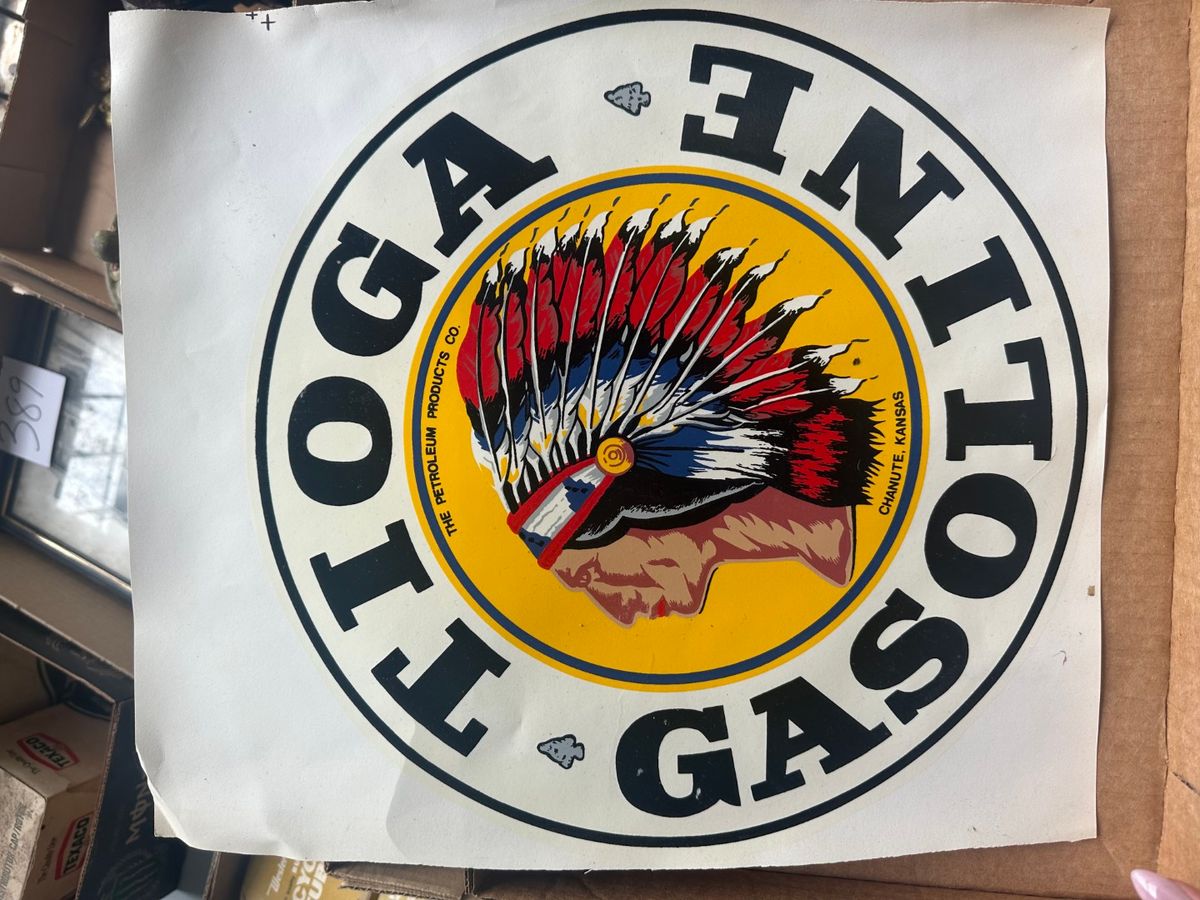 TIOGA
GASOLINE
THE PETROLEUM PRODUCTS CO.
CHANUTE, KANSAS
389
TEXACO
TEXACO